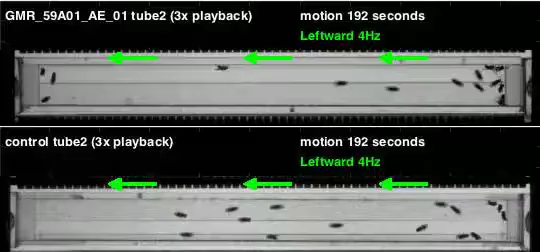 GMR_59A01_AE_01 tube2 (3x playback) motion 192 seconds
Leftward 4Hz
control tube2 (3x playback) motion 192 seconds
Leftward 4Hz